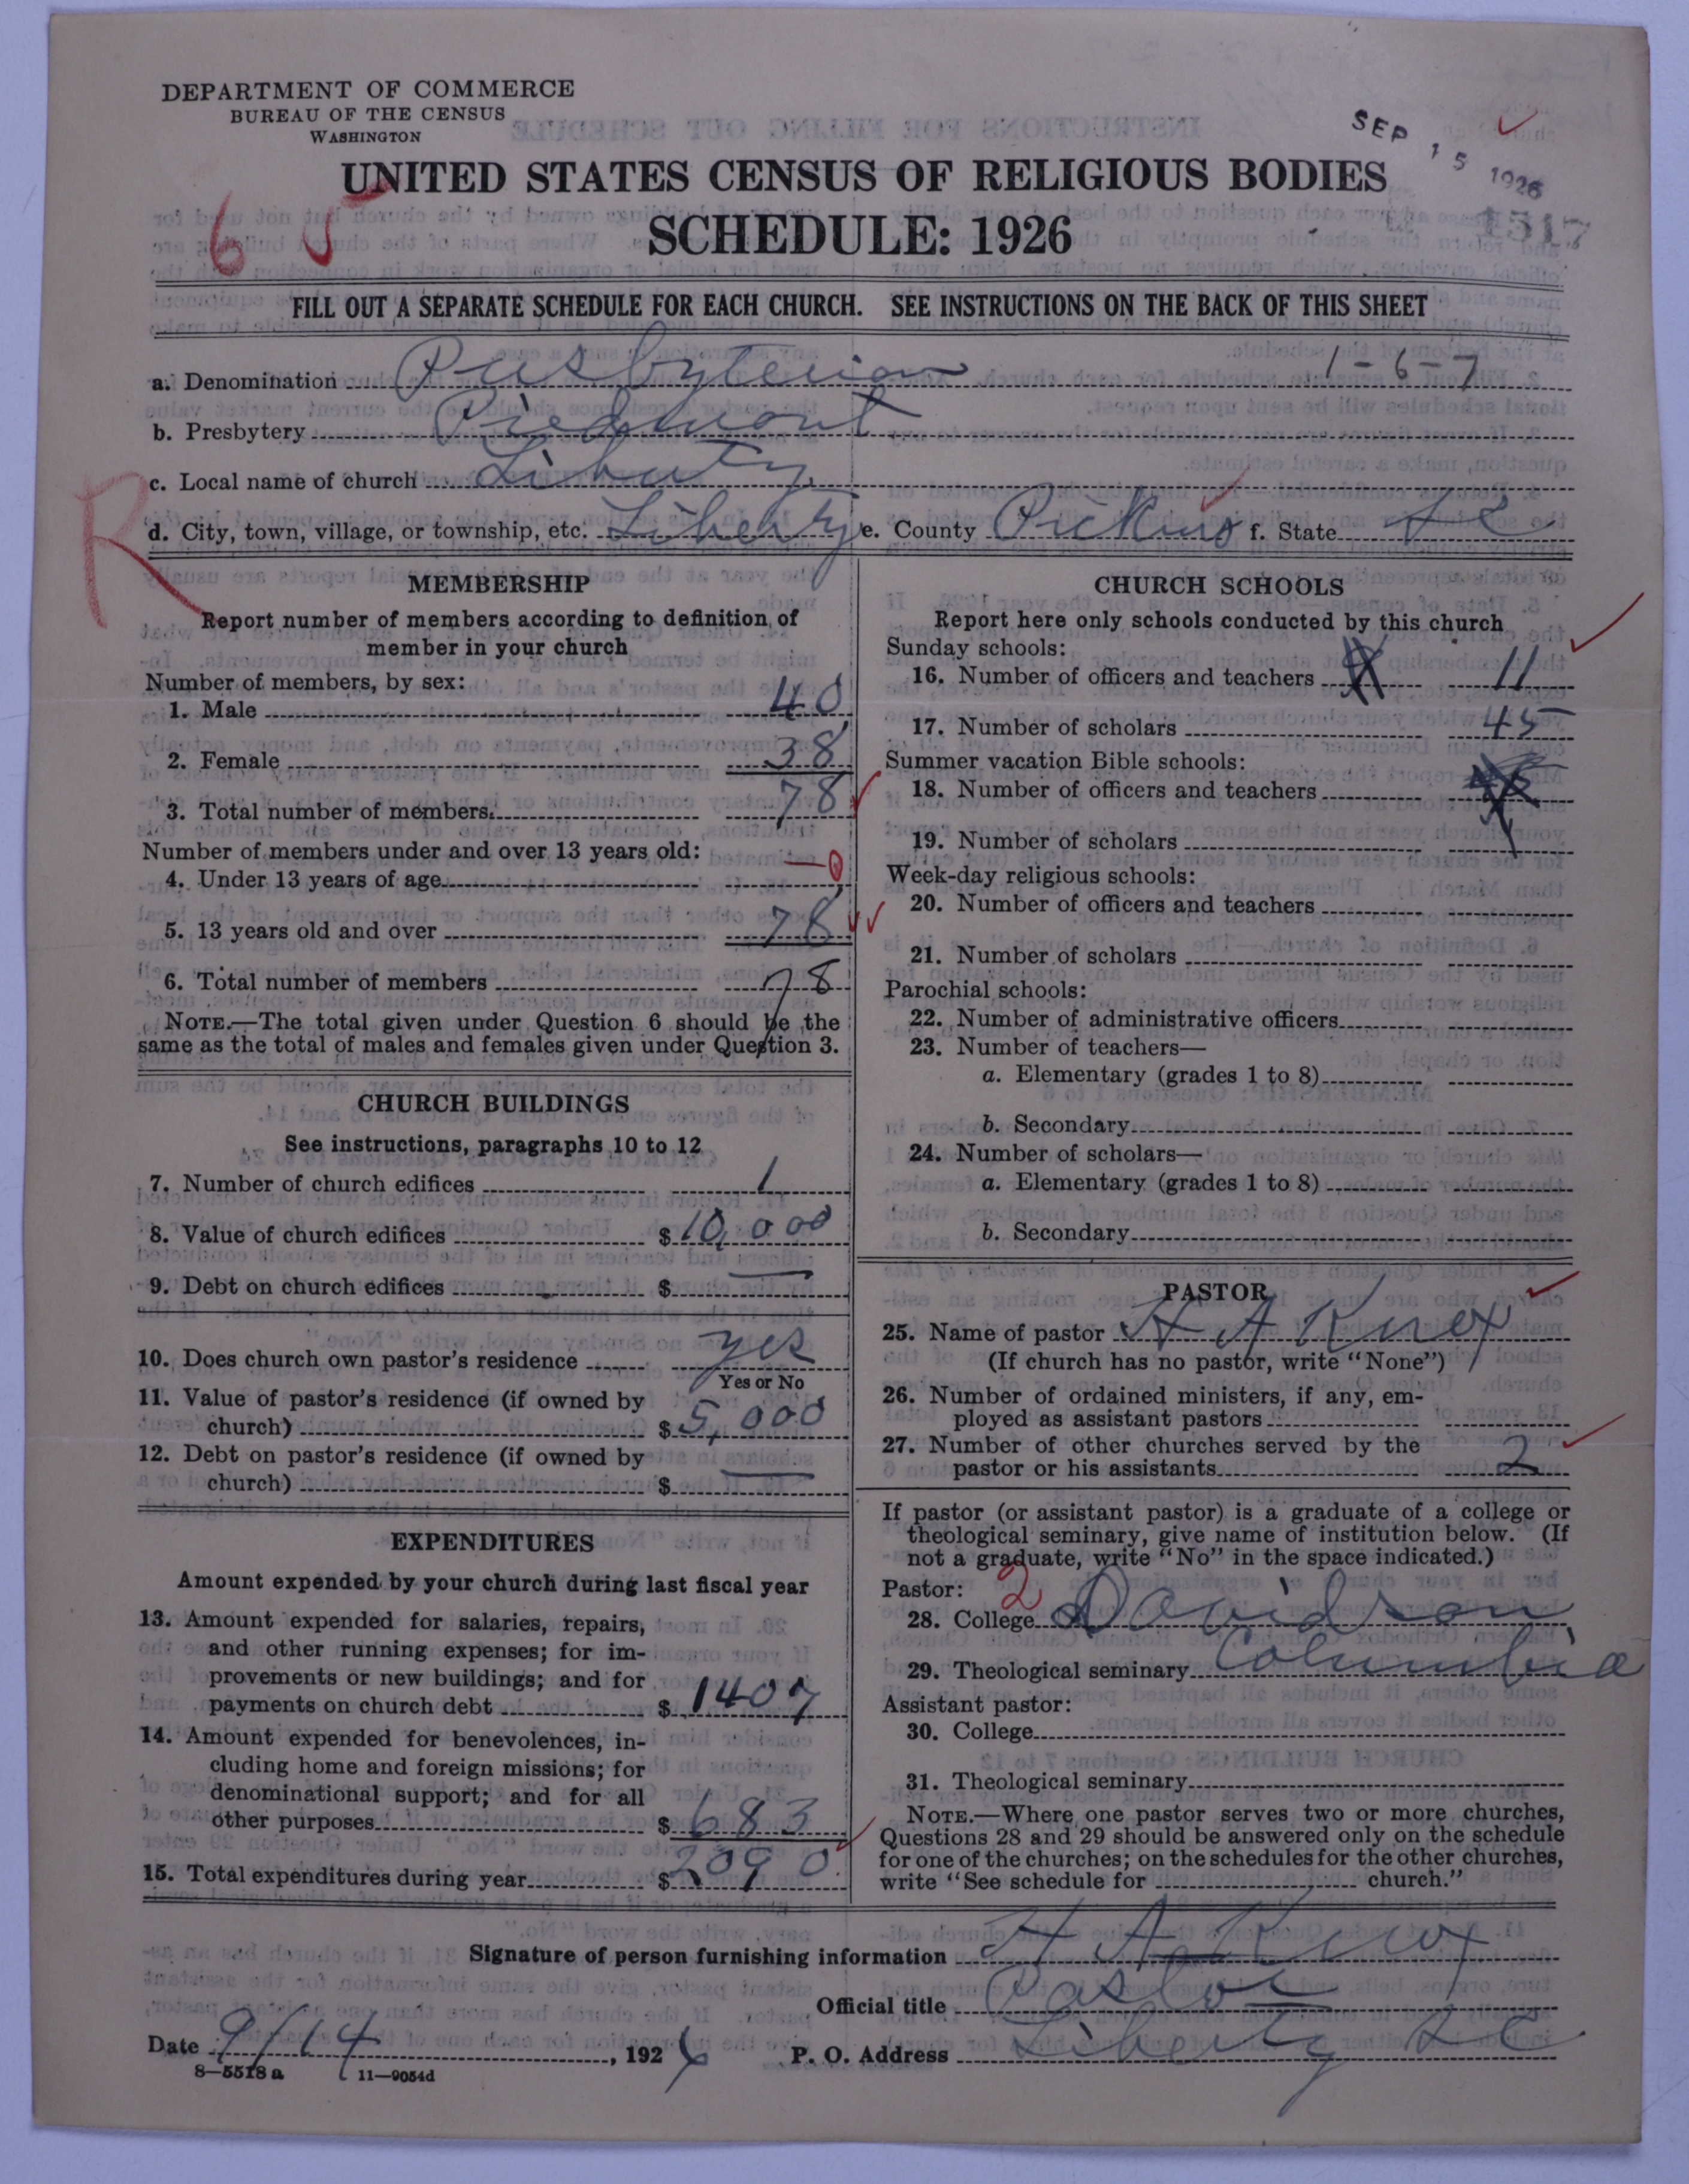 DEPARTMENT OF COMMERCE
BUREAU OF THE CENSUS
WASHINGTON
SEP 15 1926
1517
UNITED STATES CENSUS OF RELIGIOUS BODIES
SCHEDULE: 1926
6
FILL OUT A SEPARATE SCHEDULE FOR EACH CHURCH. SEE INSTRUCTIONS ON THE BACK OF THIS SHEET
a. Denomination Presbyterian 1-6-7
b. Presbytery Piedmont
c. Local name of church Liberty
R
d. City, town, village, or township, etc. Liberty e. County Pickens f. State S C
MEMBERSHIP
Report number of members according to definition of
member in your church
Number of members, by sex:
1. Male 40
2. Female 38
3. Total number of members. 78
Number of members under and over 13 years old:
4. Under 13 years of age — 0
5. 13 years old and over 78
6. Total number of members 78
NOTE.—The total given under Question 6 should be the
same as the total of males and females given under Question 3.
CHURCH BUILDINGS
See instructions, paragraphs 10 to 12
7. Number of church edifices 1
8. Value of church edifices $ 10,000
9. Debt on church edifices $ —
10. Does church own pastor's residence yes
Yes or No
11. Value of pastor's residence (if owned by
church) $ 5,000
12. Debt on pastor's residence (if owned by
church) $ —
EXPENDITURES
Amount expended by your church during last fiscal year
13. Amount expended for salaries, repairs,
and other running expenses; for im-
provements or new buildings; and for
payments on church debt $ 1407
14. Amount expended for benevolences, in-
cluding home and foreign missions; for
denominational support; and for all
other purposes $ 683
15. Total expenditures during year $ 2090
CHURCH SCHOOLS
Report here only schools conducted by this church
Sunday schools:
16. Number of officers and teachers 11
17. Number of scholars 45
Summer vacation Bible schools:
18. Number of officers and teachers
19. Number of scholars
Week-day religious schools:
20. Number of officers and teachers
21. Number of scholars
Parochial schools:
22. Number of administrative officers
23. Number of teachers—
a. Elementary (grades 1 to 8)
b. Secondary
24. Number of scholars—
a. Elementary (grades 1 to 8)
b. Secondary
PASTOR
25. Name of pastor H A Knox
(If church has no pastor, write "None")
26. Number of ordained ministers, if any, em-
ployed as assistant pastors
27. Number of other churches served by the
pastor or his assistants 2
If pastor (or assistant pastor) is a graduate of a college or
theological seminary, give name of institution below. (If
not a graduate, write "No" in the space indicated.)
Pastor: 2
28. College Davidson
29. Theological seminary Columbia
Assistant pastor:
30. College
31. Theological seminary
NOTE.—Where one pastor serves two or more churches,
Questions 28 and 29 should be answered only on the schedule
for one of the churches; on the schedules for the other churches,
write "See schedule for church."
Signature of person furnishing information H A Knox
Official title Pastor
Date 9/14, 1926 P. O. Address Liberty S C
8—5518 a 11—9054d